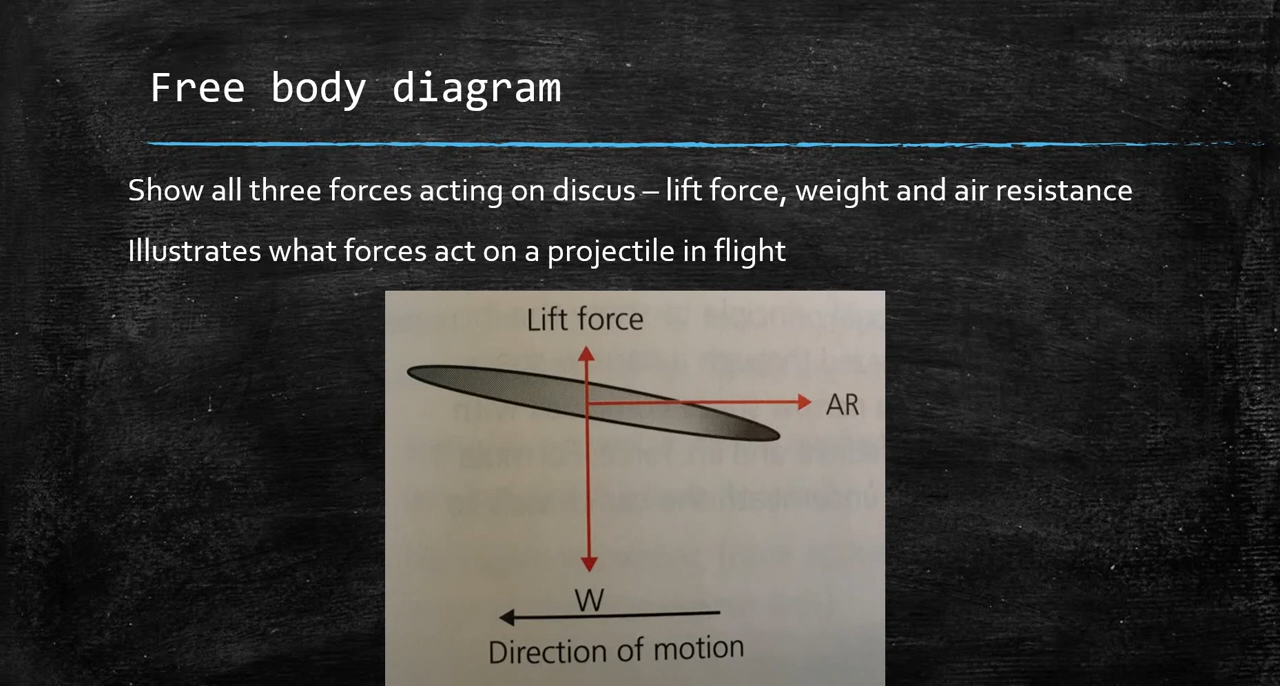 Free body diagram
Show all three forces acting on discus – lift force, weight and air resistance
Illustrates what forces act on a projectile in flight
Lift force
AR
W
Direction of motion